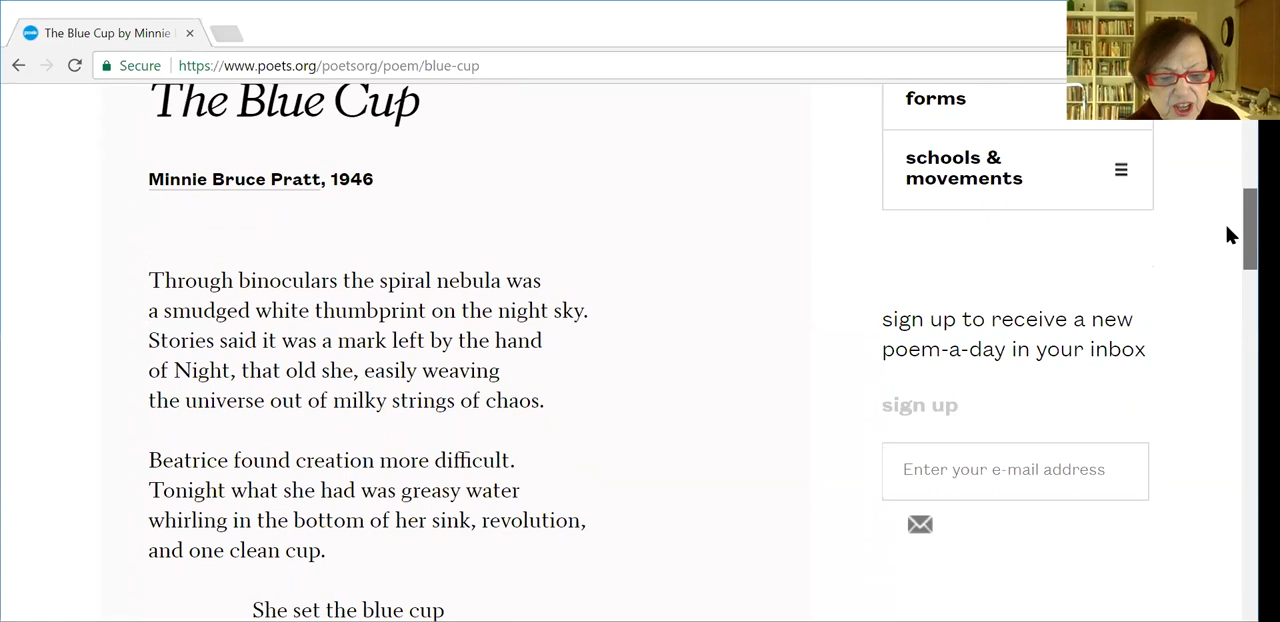 The Blue Cup by Minnie
Secure
https://www.poets.org/poetsorg/poem/blue-cup
The Blue Cup
Minnie Bruce Pratt, 1946
Through binoculars the spiral nebula was
a smudged white thumbprint on the night sky.
Stories said it was a mark left by the hand
of Night, that old she, easily weaving
the universe out of milky strings of chaos.
Beatrice found creation more difficult.
Tonight what she had was greasy water
whirling in the bottom of her sink, revolution,
and one clean cup.
She set the blue cup
forms
schools &
movements
sign up to receive a new
poem-a-day in your inbox
sign up
Enter your e-mail address